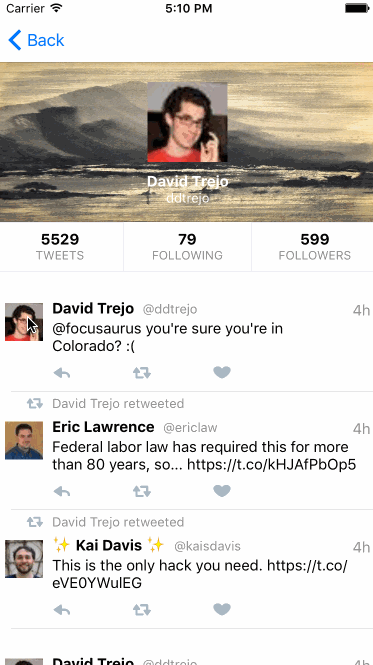 Carrier 5:10 PM
Back
David Trejo
ddtrejo
5529 79 599
TWEETS FOLLOWING FOLLOWERS
David Trejo @ddtrejo 4h
@focusaurus you're sure you're in
Colorado? :(
David Trejo retweeted
Eric Lawrence @ericlaw 4h
Federal labor law has required this for more
than 80 years, so... https://t.co/kHJAfPbOp5
David Trejo retweeted
✨ Kai Davis ✨ @kaisdavis 4h
This is the only hack you need. https://t.co/
eVE0YWulEG
David Trejo @ddtrejo 4h